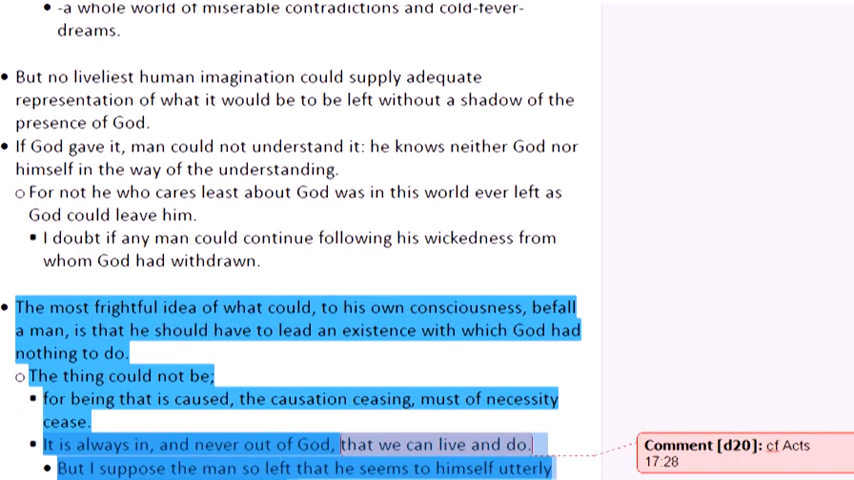 • -a whole world of miserable contradictions and cold-fever-
dreams.
• But no liveliest human imagination could supply adequate
representation of what it would be to be left without a shadow of the
presence of God.
• If God gave it, man could not understand it: he knows neither God nor
himself in the way of the understanding.
○ For not he who cares least about God was in this world ever left as
God could leave him.
▪ I doubt if any man could continue following his wickedness from
whom God had withdrawn.
• The most frightful idea of what could, to his own consciousness, befall
a man, is that he should have to lead an existence with which God had
nothing to do.
○ The thing could not be;
▪ for being that is caused, the causation ceasing, must of necessity
cease.
▪ It is always in, and never out of God, that we can live and do.
• But I suppose the man so left that he seems to himself utterly
Comment [d20]: cf Acts
17:28